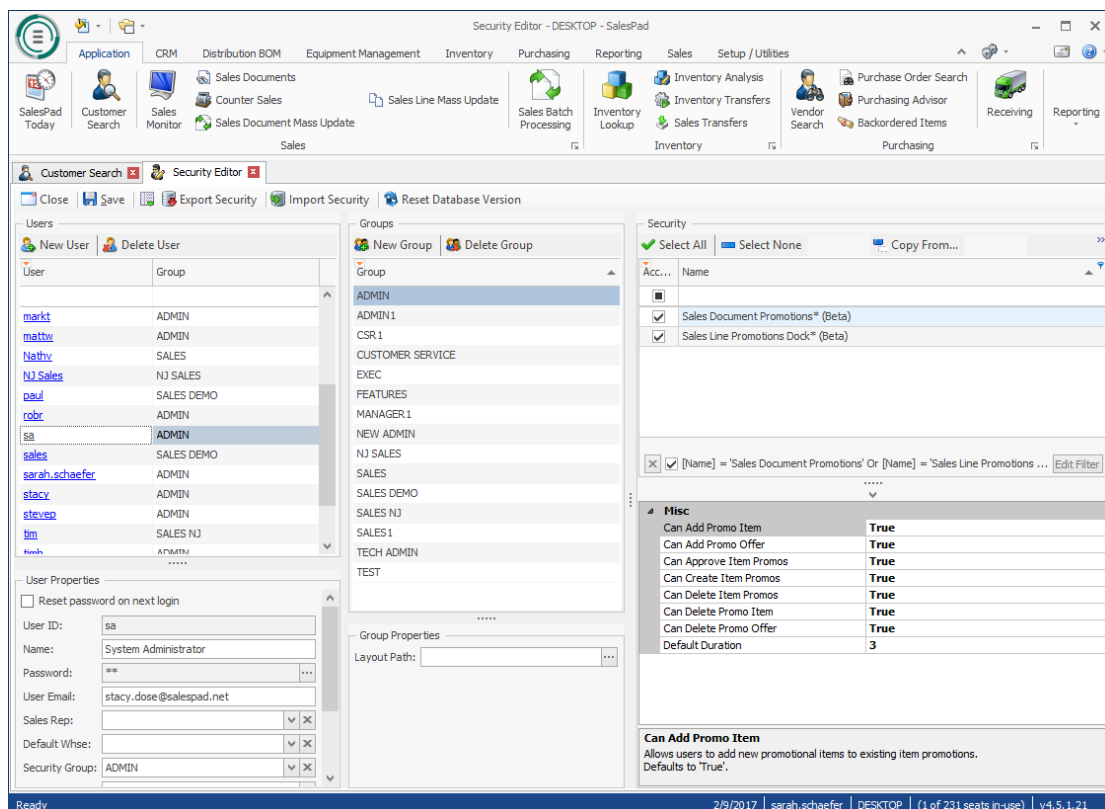 Security Editor - DESKTOP - SalesPad
Application CRM Distribution BOM Equipment Management Inventory Purchasing Reporting Sales Setup / Utilities
SalesPad Today
Customer Search
Sales Monitor
Sales Documents
Counter Sales
Sales Document Mass Update
Sales Line Mass Update
Sales Batch Processing
Sales
Inventory Lookup
Inventory Analysis
Inventory Transfers
Sales Transfers
Inventory
Vendor Search
Purchase Order Search
Purchasing Advisor
Backordered Items
Receiving
Purchasing
Reporting
Customer Search Security Editor
Close Save Export Security Import Security Reset Database Version
Users
New User Delete User
User Group
markt ADMIN
mattw ADMIN
Nathv SALES
NJ Sales NJ SALES
paul SALES DEMO
robr ADMIN
sa ADMIN
sales SALES DEMO
sarah.schaefer ADMIN
stacy ADMIN
stevep ADMIN
tim SALES NJ
timb ADMIN
User Properties
Reset password on next login
User ID: sa
Name: System Administrator
Password: **
User Email: stacy.dose@salespad.net
Sales Rep:
Default Whse:
Security Group: ADMIN
Groups
New Group Delete Group
Group
ADMIN
ADMIN1
CSR1
CUSTOMER SERVICE
EXEC
FEATURES
MANAGER1
NEW ADMIN
NJ SALES
SALES
SALES DEMO
SALES NJ
SALES1
TECH ADMIN
TEST
Group Properties
Layout Path:
Security
Select All Select None Copy From...
Acc... Name
Sales Document Promotions* (Beta)
Sales Line Promotions Dock* (Beta)
[Name] = 'Sales Document Promotions' Or [Name] = 'Sales Line Promotions ... Edit Filter
Misc
Can Add Promo Item True
Can Add Promo Offer True
Can Approve Item Promos True
Can Create Item Promos True
Can Delete Item Promos True
Can Delete Promo Item True
Can Delete Promo Offer True
Default Duration 3
Can Add Promo Item
Allows users to add new promotional items to existing item promotions.
Defaults to 'True'.
Ready 2/9/2017 sarah.schaefer DESKTOP (1 of 231 seats in-use) v4.5.1.21